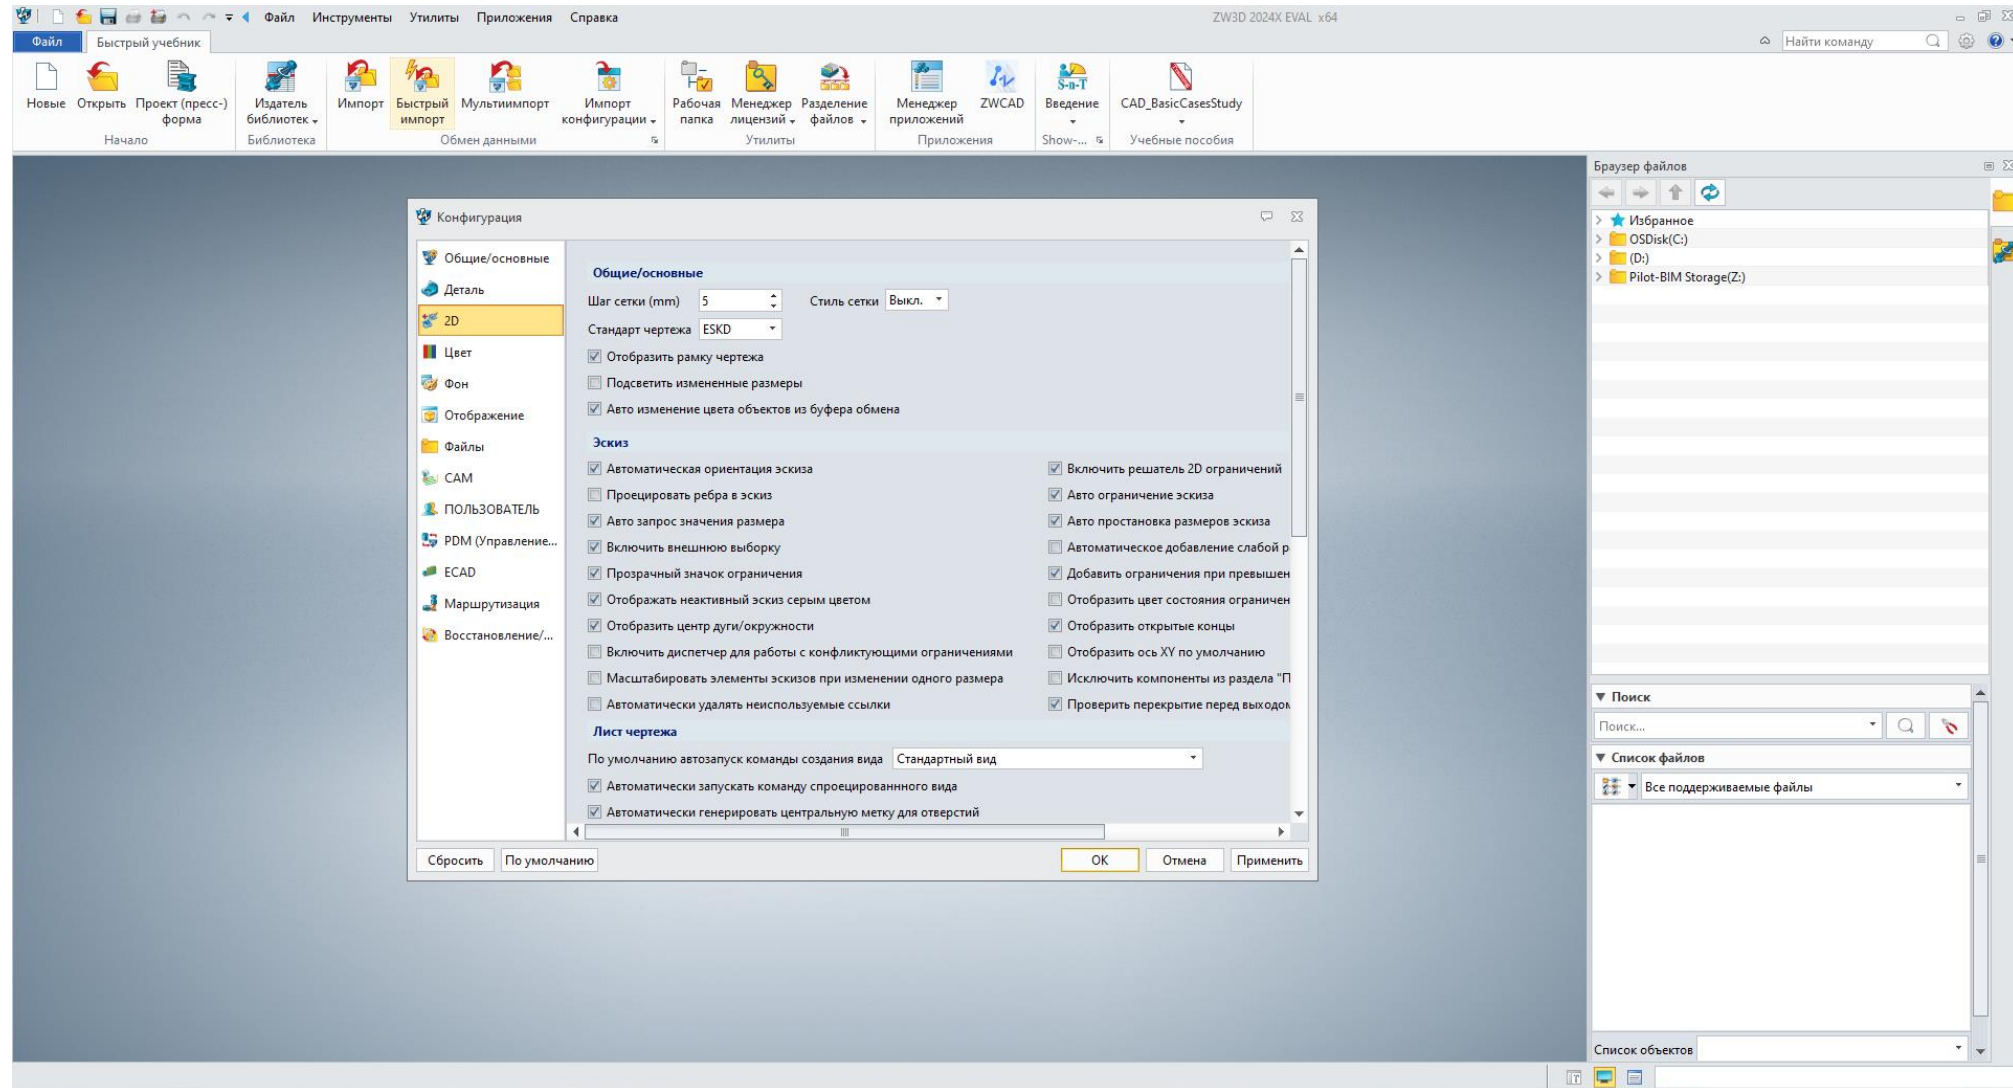 Файл Инструменты Утилиты Приложения Справка
ZW3D 2024X EVAL x64
Файл Быстрый учебник
Найти команду
Новые Открыть Проект (пресс-) форма
Издатель библиотек
Импорт Быстрый импорт Мультиимпорт Импорт конфигурации
Рабочая папка Менеджер лицензий Разделение файлов
Менеджер приложений ZWCAD
S-n-T
Введение
CAD_BasicCasesStudy
Начало Библиотека Обмен данными Утилиты Приложения Show-... Учебные пособия
Конфигурация
Общие/основные
Деталь
2D
Цвет
Фон
Отображение
Файлы
CAM
ПОЛЬЗОВАТЕЛЬ
PDM (Управление...
ECAD
Маршрутизация
Восстановление/...
Общие/основные
Шаг сетки (mm) 5 Стиль сетки Выкл.
Стандарт чертежа ESKD
Отобразить рамку чертежа
Подсветить измененные размеры
Авто изменение цвета объектов из буфера обмена
Эскиз
Автоматическая ориентация эскиза Включить решатель 2D ограничений
Проецировать ребра в эскиз Авто ограничение эскиза
Авто запрос значения размера Авто простановка размеров эскиза
Включить внешнюю выборку Автоматическое добавление слабой р
Прозрачный значок ограничения Добавить ограничения при превышен
Отображать неактивный эскиз серым цветом Отобразить цвет состояния ограничен
Отобразить центр дуги/окружности Отобразить открытые концы
Включить диспетчер для работы с конфликтующими ограничениями Отобразить ось XY по умолчанию
Масштабировать элементы эскизов при изменении одного размера Исключить компоненты из раздела "П
Автоматически удалять неиспользуемые ссылки Проверить перекрытие перед выходом
Лист чертежа
По умолчанию автозапуск команды создания вида Стандартный вид
Автоматически запускать команду спроецированнного вида
Автоматически генерировать центральную метку для отверстий
Сбросить По умолчанию OK Отмена Применить
Браузер файлов
Избранное
OSDisk(C:)
(D:)
Pilot-BIM Storage(Z:)
Поиск
Поиск...
Список файлов
Все поддерживаемые файлы
Список объектов